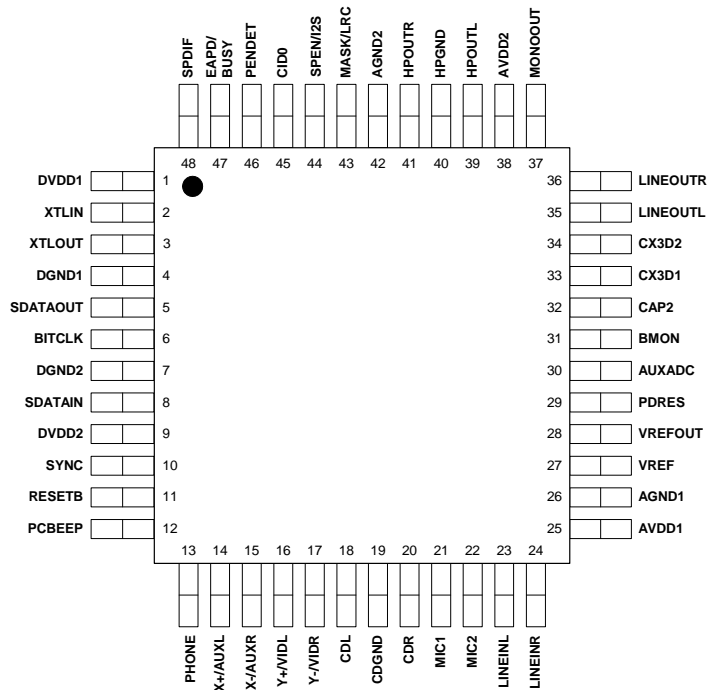 SPDIF
EAPD/
BUSY
PENDET
CID0
SPEN/I2S
MASK/LRC
AGND2
HPOUTR
HPGND
HPOUTL
AVDD2
MONOOUT
48 47 46 45 44 43 42 41 40 39 38 37
DVDD1 1 36 LINEOUTR
XTLIN 2 35 LINEOUTL
XTLOUT 3 34 CX3D2
DGND1 4 33 CX3D1
SDATAOUT 5 32 CAP2
BITCLK 6 31 BMON
DGND2 7 30 AUXADC
SDATAIN 8 29 PDRES
DVDD2 9 28 VREFOUT
SYNC 10 27 VREF
RESETB 11 26 AGND1
PCBEEP 12 25 AVDD1
13 14 15 16 17 18 19 20 21 22 23 24
PHONE
X+/AUXL
X-/AUXR
Y+/VIDL
Y-/VIDR
CDL
CDGND
CDR
MIC1
MIC2
LINEINL
LINEINR